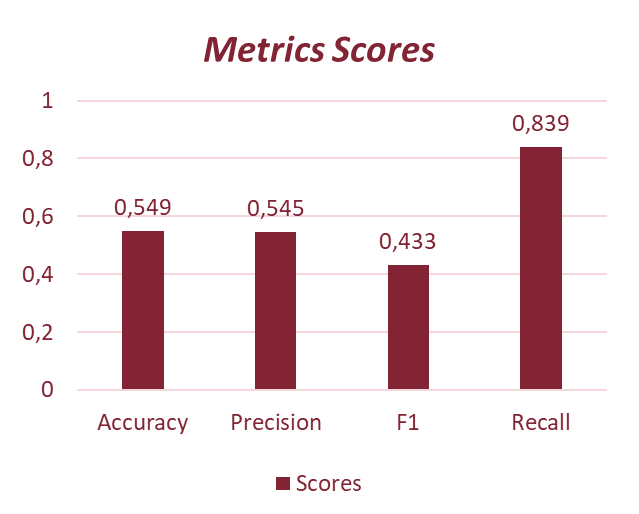 Metrics Scores
1
0,8
0,6
0,4
0,2
0
0,549
0,545
0,433
0,839
Accuracy
Precision
F1
Recall
Scores